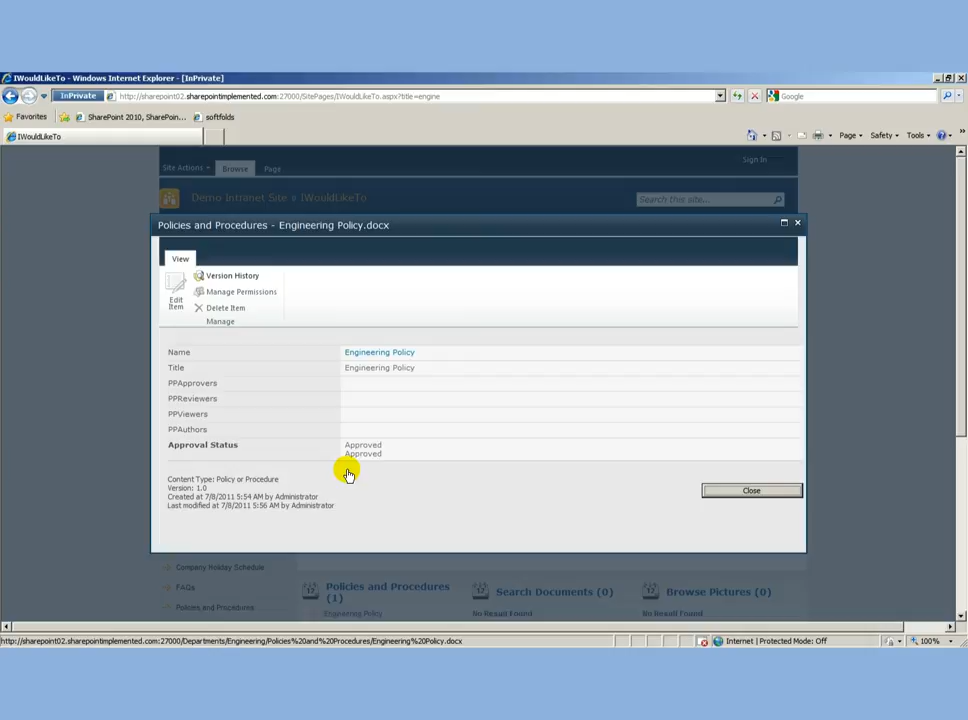 IWouldLikeTo - Windows Internet Explorer - [InPrivate]
InPrivate http://sharepoint02.sharepointimplemented.com:27000/SitePages/IWouldLikeTo.aspx?title=engine Google
Favorites SharePoint 2010, SharePoin... softfolds
IWouldLikeTo Page Safety Tools
Site Actions Browse Page Sign In
Demo Intranet Site » IWouldLikeTo Search this site...
Policies and Procedures - Engineering Policy.docx
View
Edit Item
Version History
Manage Permissions
Delete Item
Manage
Name Engineering Policy
Title Engineering Policy
PPApprovers
PPReviewers
PPViewers
PPAuthors
Approval Status Approved
Approved
Content Type: Policy or Procedure
Version: 1.0
Created at 7/8/2011 5:54 AM by Administrator
Last modified at 7/8/2011 5:56 AM by Administrator
Close
Company Holiday Schedule
FAQs
Policies and Procedures
Policies and Procedures
(1)
Engineering Policy
Search Documents (0)
No Result Found
Browse Pictures (0)
No Result Found
http://sharepoint02.sharepointimplemented.com:27000/Departments/Engineering/Policies%20and%20Procedures/Engineering%20Policy.docx Internet | Protected Mode: Off 100%